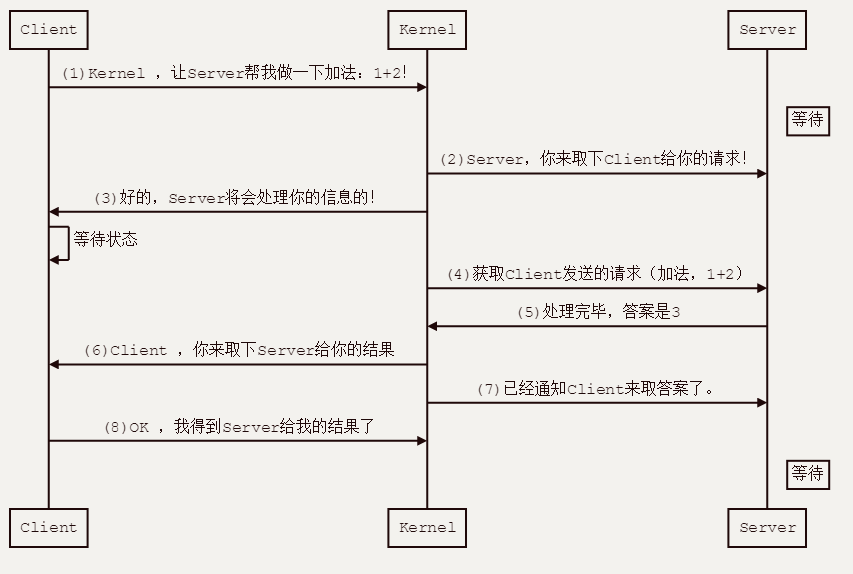 Client Kernel Server
(1)Kernel ，让Server帮我做一下加法：1+2！
等待
(2)Server，你来取下Client给你的请求！
(3)好的，Server将会处理你的信息的！
等待状态
(4)获取Client发送的请求（加法，1+2）
(5)处理完毕，答案是3
(6)Client ，你来取下Server给你的结果
(7)已经通知Client来取答案了。
(8)OK ，我得到Server给我的结果了
等待
Client Kernel Server